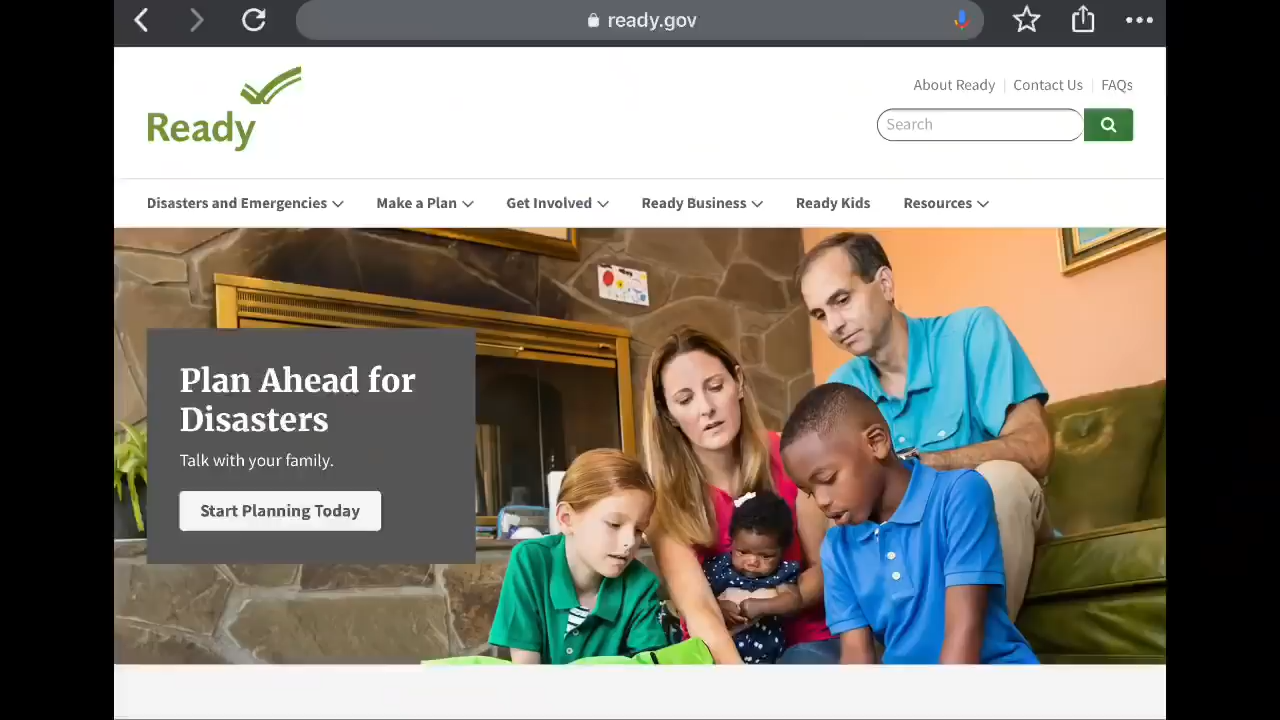 ready.gov
About Ready | Contact Us | FAQs
Ready
Search
Disasters and Emergencies Make a Plan Get Involved Ready Business Ready Kids Resources
Plan Ahead for
Disasters
Talk with your family.
Start Planning Today